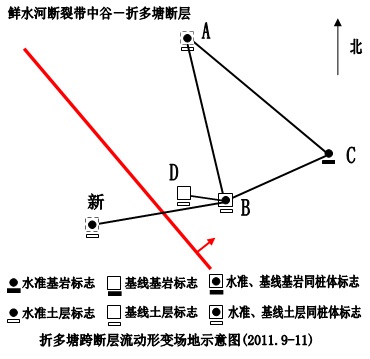 鲜水河断裂带中谷－折多塘断层
A
北
C
D
B
新
水准基岩标志
基线基岩标志
水准、基线基岩同桩体标志
水准土层标志
基线土层标志
水准、基线土层同桩体标志
折多塘跨断层流动形变场地示意图(2011.9-11)